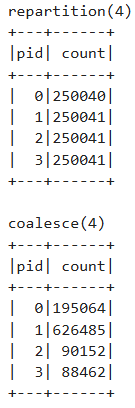 repartition(4)
+---+------+
|pid| count|
+---+------+
|  0|250040|
|  1|250041|
|  2|250041|
|  3|250041|
+---+------+

coalesce(4)
+---+------+
|pid| count|
+---+------+
|  0|195064|
|  1|626485|
|  2| 90152|
|  3| 88462|
+---+------+